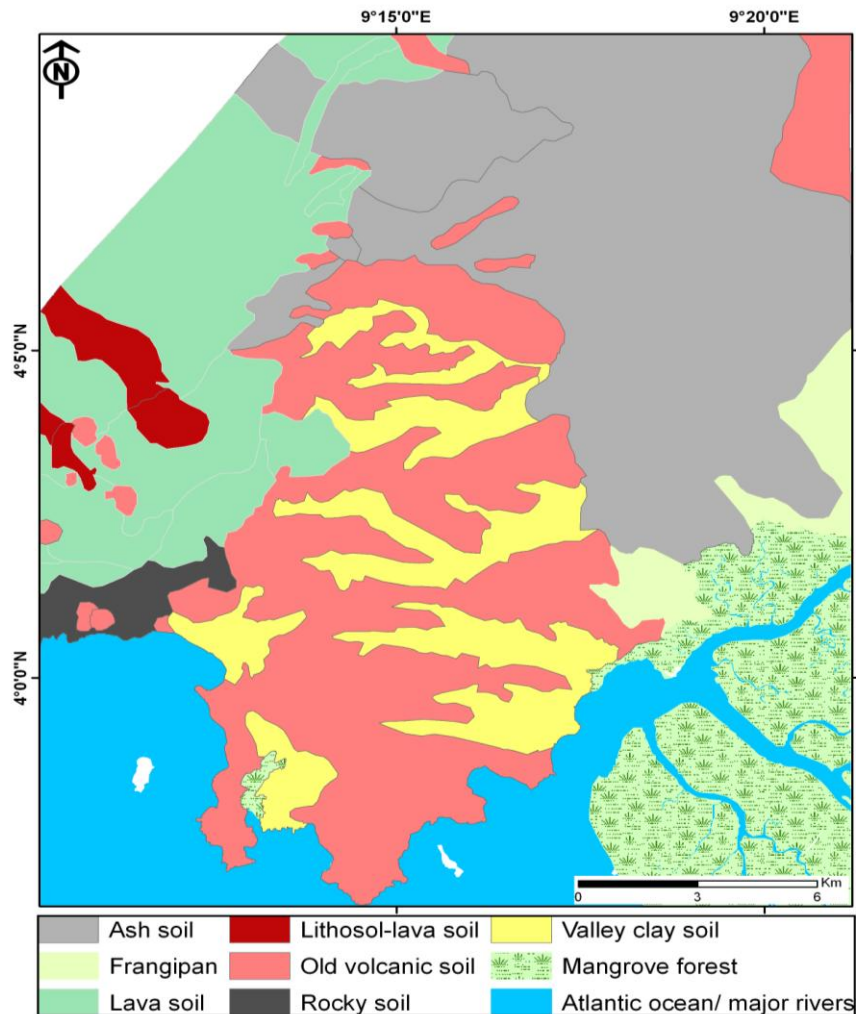 9°15'0"E 9°20'0"E
N
4°5'0"N
4°0'0"N
Km
0 3 6
Ash soil Lithosol-lava soil Valley clay soil
Frangipan Old volcanic soil Mangrove forest
Lava soil Rocky soil Atlantic ocean/ major rivers